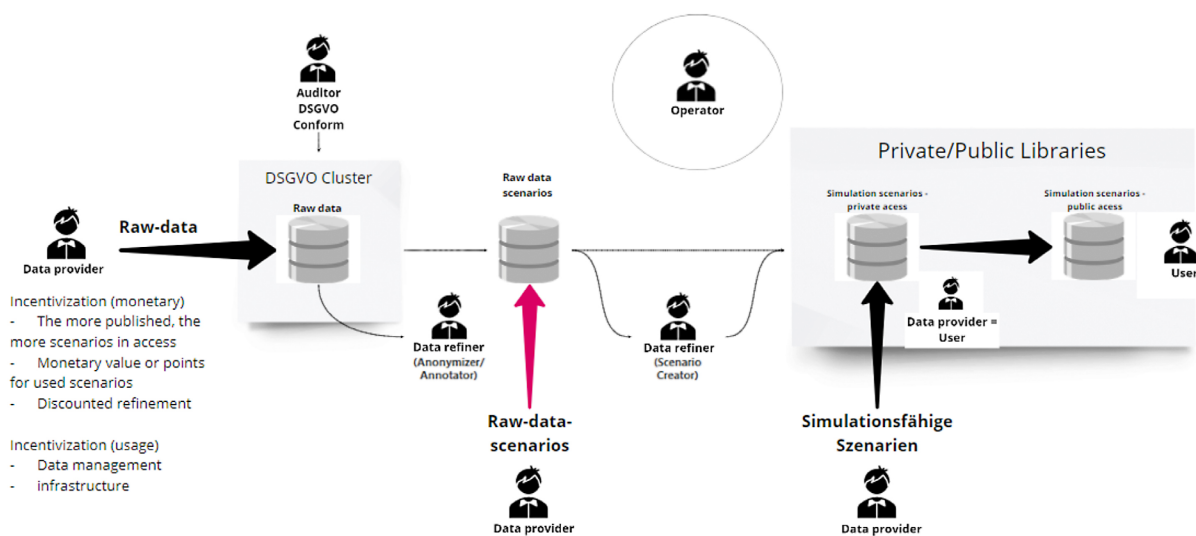 Auditor
DSGVO
Conform
Operator
DSGVO Cluster
Raw data
Raw data
scenarios
Private/Public Libraries
Simulation scenarios -
private acess
Simulation scenarios -
public acess
Raw-data
Data provider
User
Data provider =
User
Incentivization (monetary)
- The more published, the
more scenarios in access
- Monetary value or points
for used scenarios
- Discounted refinement
Incentivization (usage)
- Data management
- infrastructure
Data refiner
(Anonymizer/
Annotator)
Data refiner
(Scenario
Creator)
Raw-data-
scenarios
Data provider
Simulationsfähige
Szenarien
Data provider